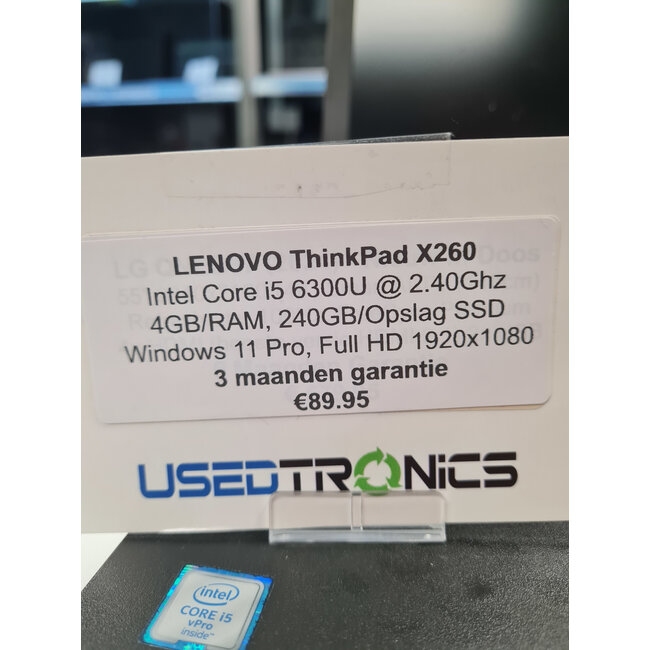 LENOVO ThinkPad X260
Intel Core i5 6300U @ 2.40Ghz
4GB/RAM, 240GB/Opslag SSD
Windows 11 Pro, Full HD 1920x1080
3 maanden garantie
€89.95
USEDTRONiCS
intel
CORE i5
vPro
inside™